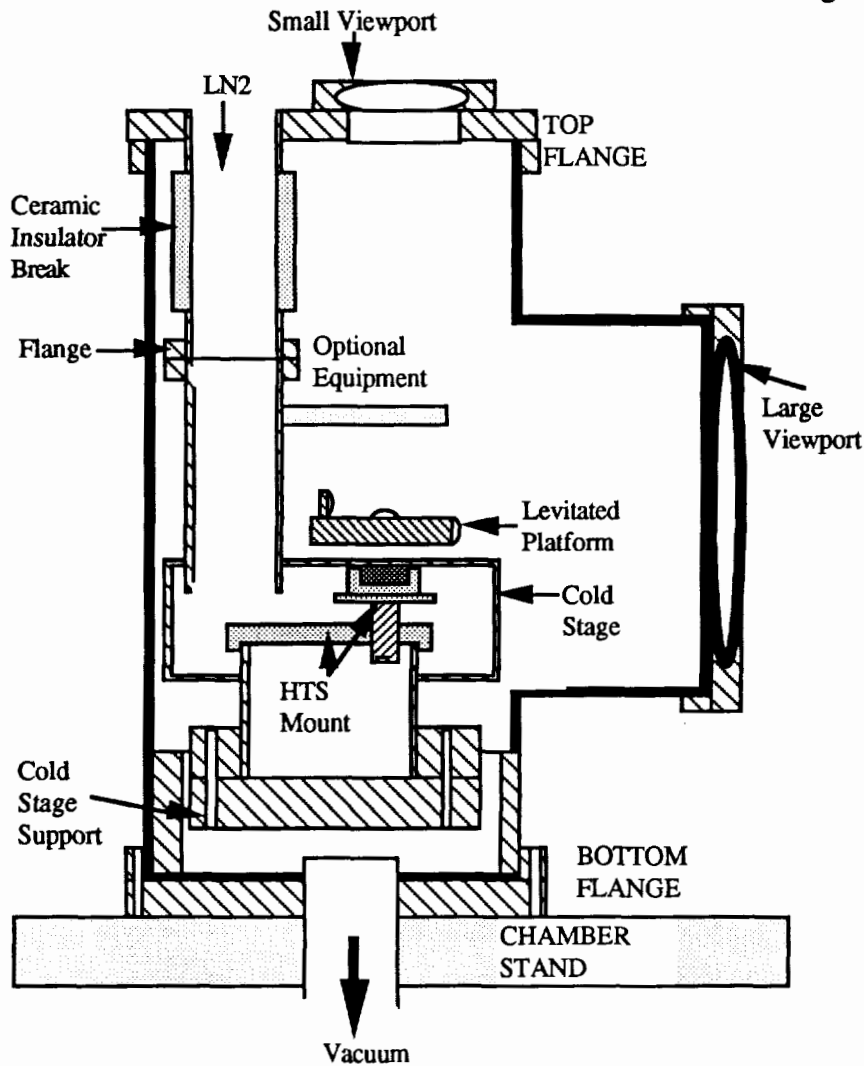 Small Viewport
LN2
TOP
FLANGE
Ceramic
Insulator
Break
Flange
Optional
Equipment
Large
Viewport
Levitated
Platform
Cold
Stage
HTS
Mount
Cold
Stage
Support
BOTTOM
FLANGE
CHAMBER
STAND
Vacuum